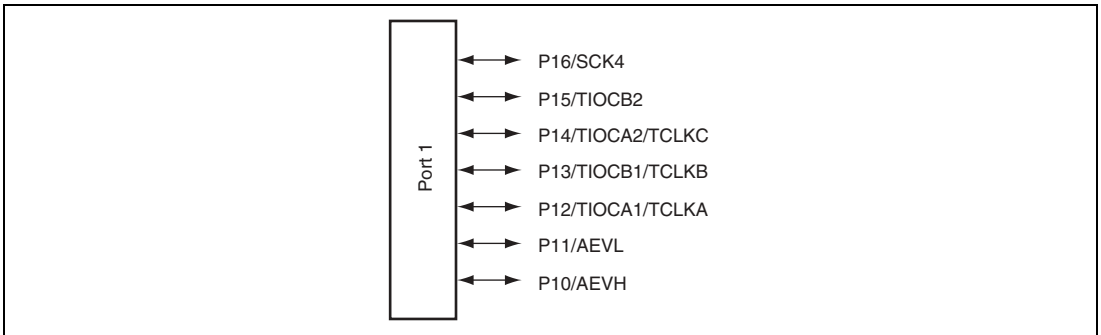 Port 1
P16/SCK4
P15/TIOCB2
P14/TIOCA2/TCLKC
P13/TIOCB1/TCLKB
P12/TIOCA1/TCLKA
P11/AEVL
P10/AEVH